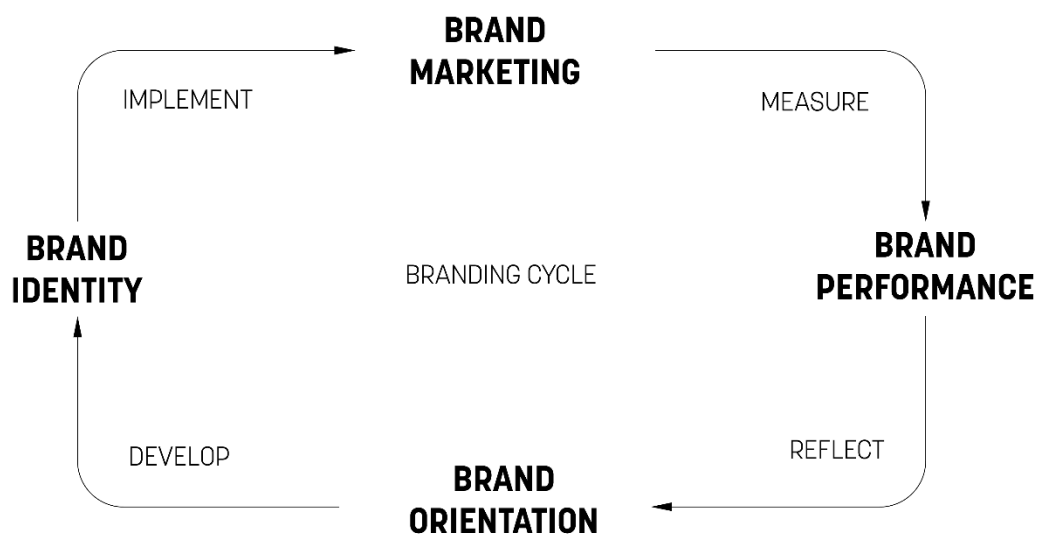 BRAND
MARKETING
IMPLEMENT
MEASURE
BRAND
IDENTITY
BRANDING CYCLE
BRAND
PERFORMANCE
DEVELOP
REFLECT
BRAND
ORIENTATION